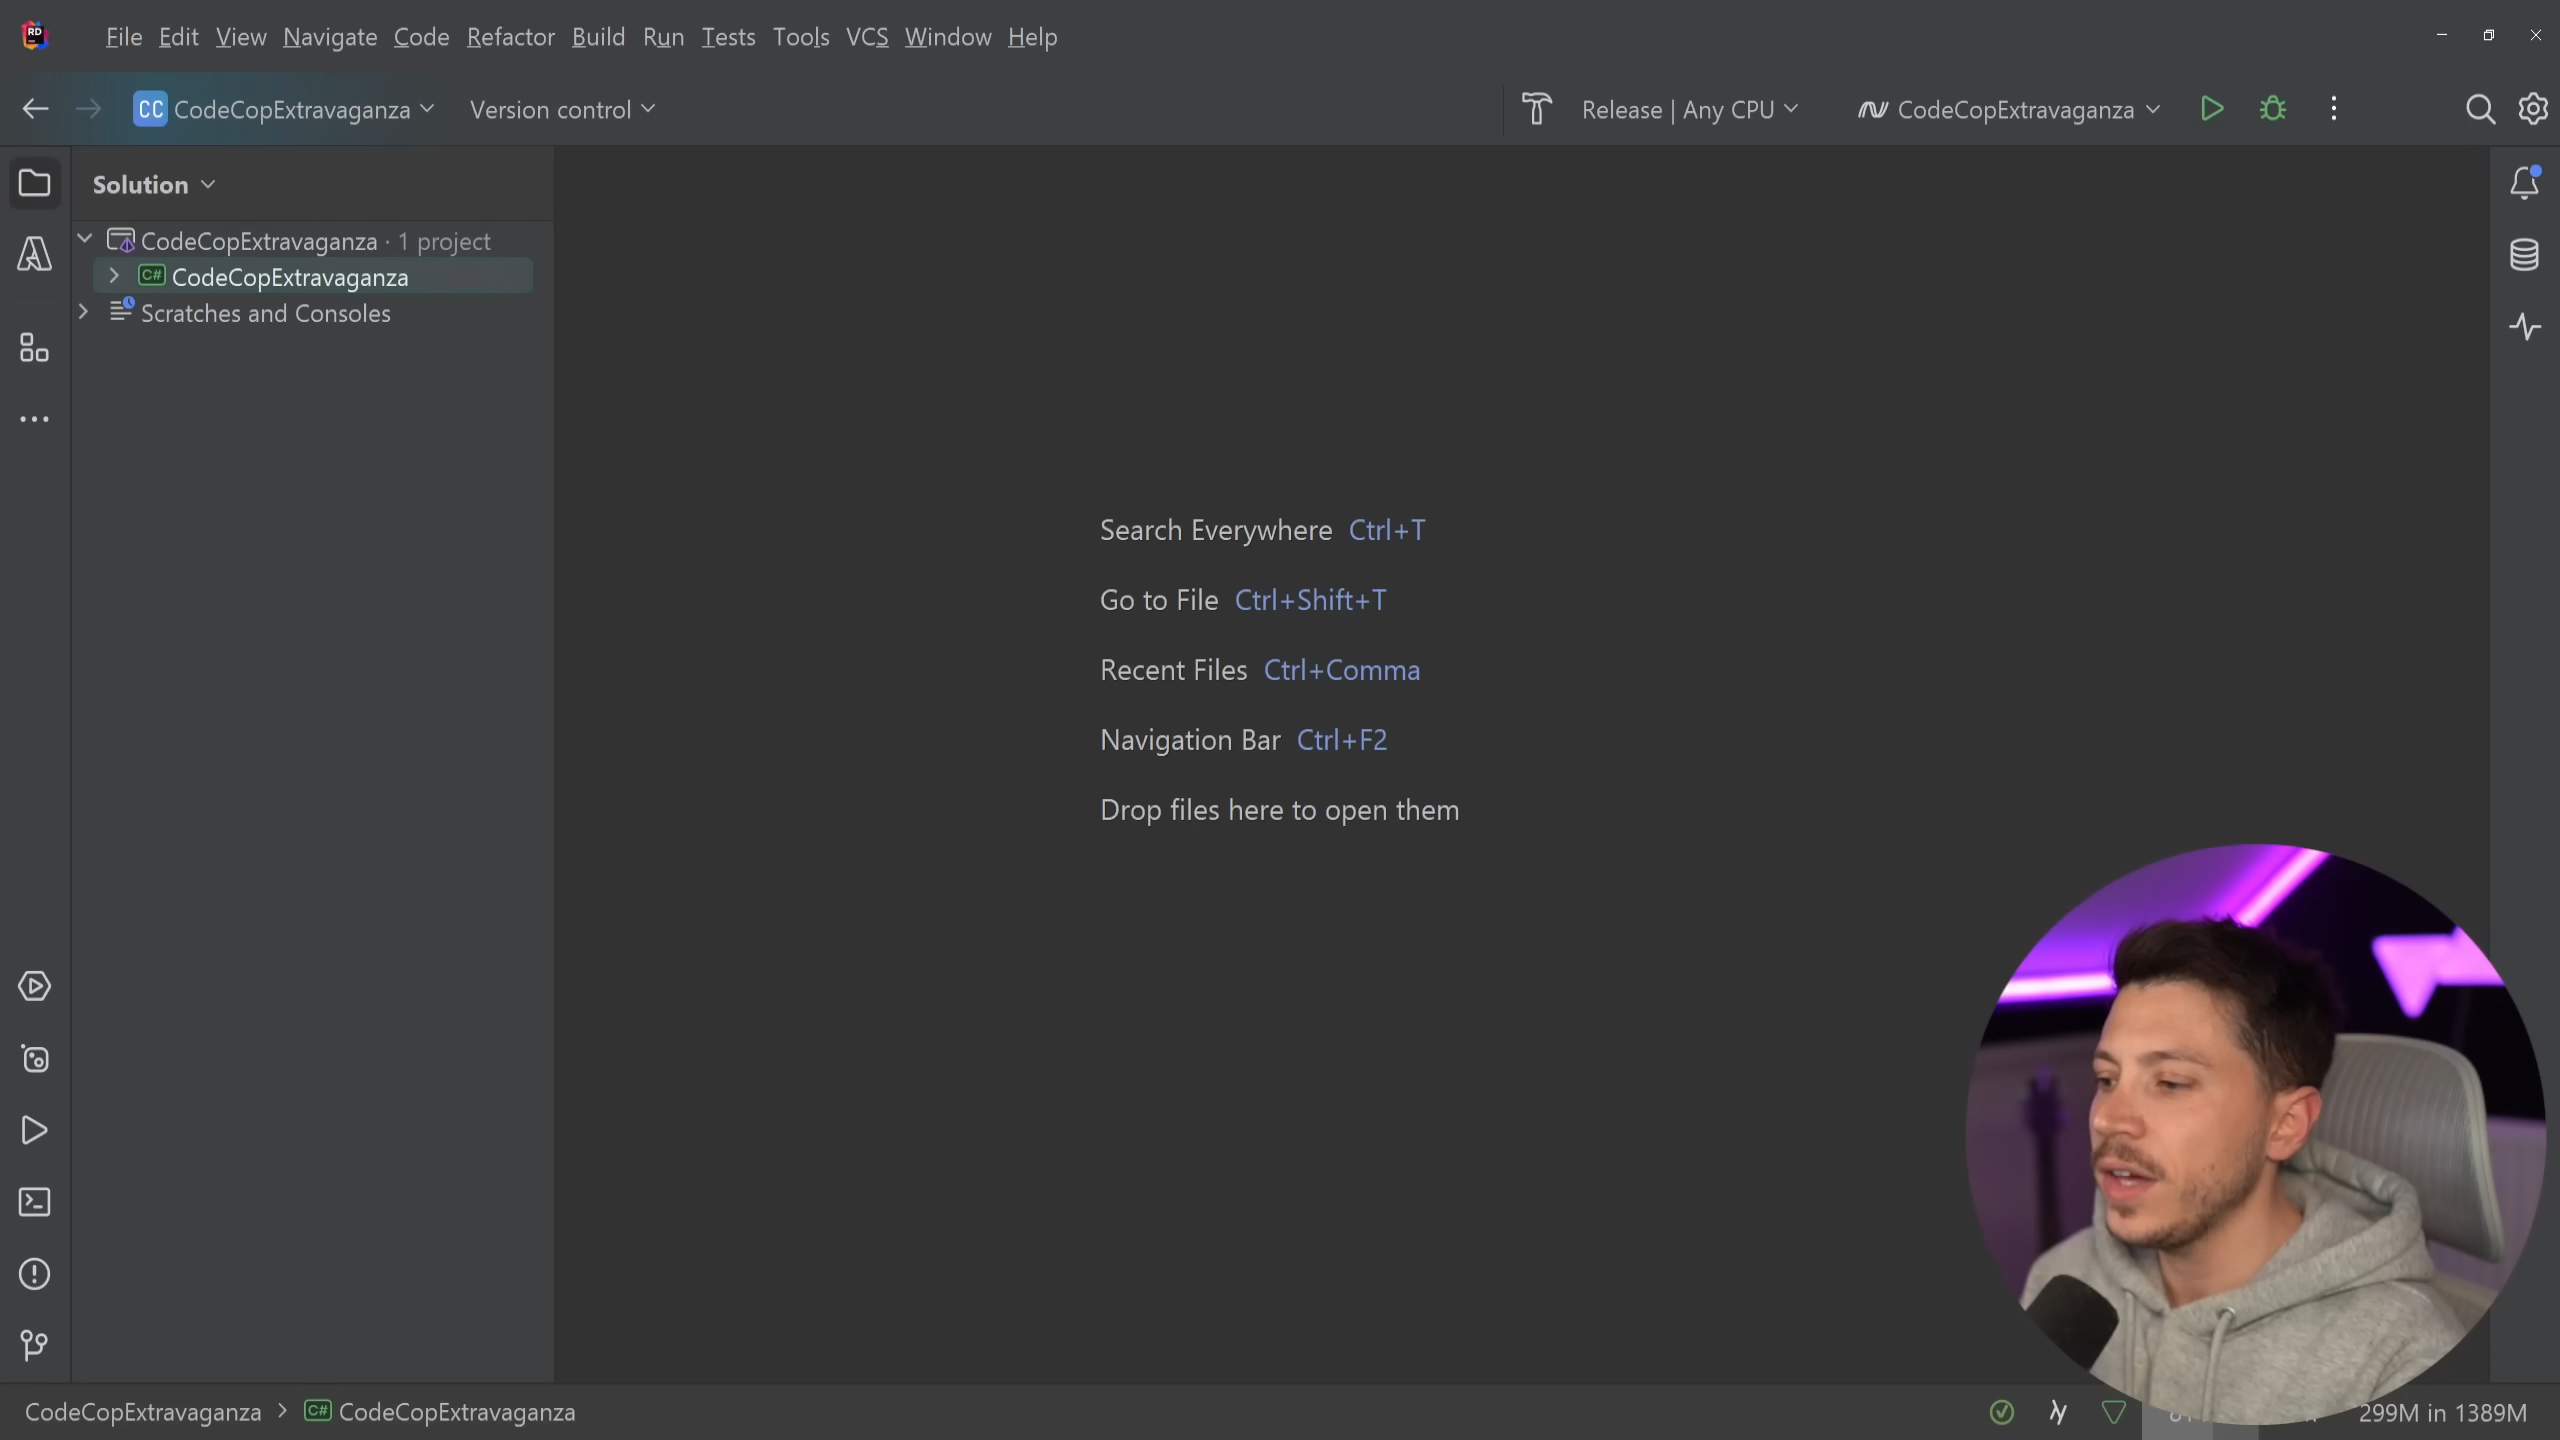 RD
File Edit View Navigate Code Refactor Build Run Tests Tools VCS Window Help
CC CodeCopExtravaganza Version control Release | Any CPU CodeCopExtravaganza
Solution
CodeCopExtravaganza · 1 project
C# CodeCopExtravaganza
Scratches and Consoles
Search Everywhere Ctrl+T
Go to File Ctrl+Shift+T
Recent Files Ctrl+Comma
Navigation Bar Ctrl+F2
Drop files here to open them
CodeCopExtravaganza > C# CodeCopExtravaganza 299M in 1389M